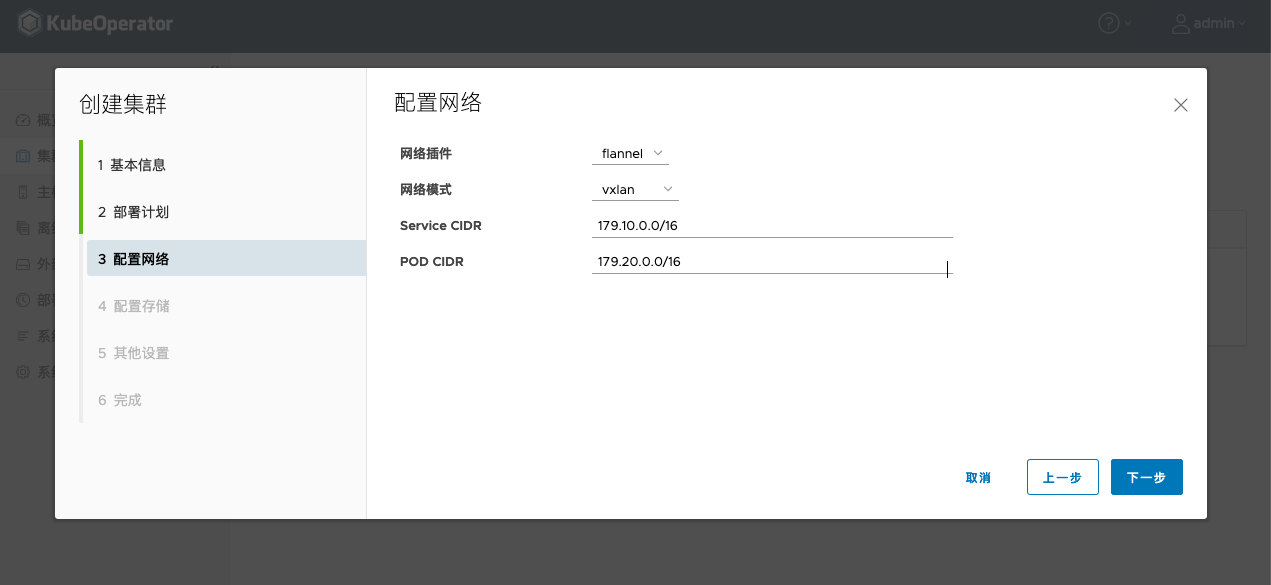 KubeOperator
admin
创建集群
1 基本信息
2 部署计划
3 配置网络
4 配置存储
5 其他设置
6 完成
配置网络
网络插件 flannel
网络模式 vxlan
Service CIDR 179.10.0.0/16
POD CIDR 179.20.0.0/16
取消 上一步 下一步